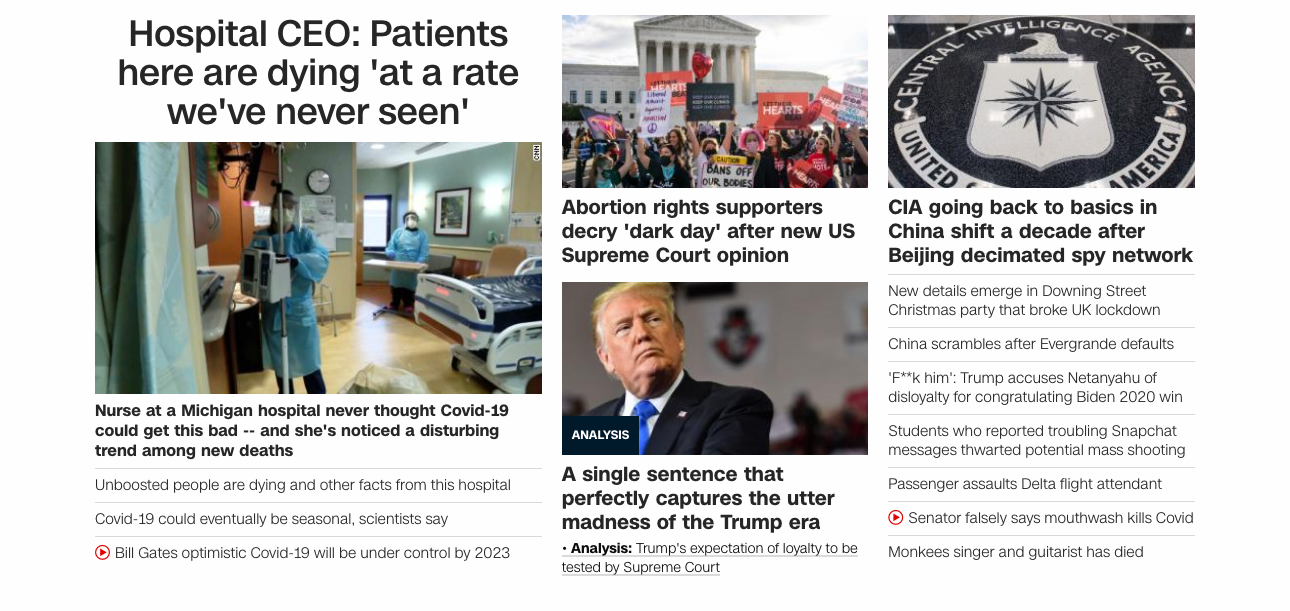 Hospital CEO: Patients
here are dying 'at a rate
we've never seen'
CNN
Nurse at a Michigan hospital never thought Covid-19
could get this bad -- and she's noticed a disturbing
trend among new deaths
Unboosted people are dying and other facts from this hospital
Covid-19 could eventually be seasonal, scientists say
Bill Gates optimistic Covid-19 will be under control by 2023
LET THEIR
HEARTS
BEAT
LET THEIR
HEARTS
CAUTION
BANS OFF
OUR BODIES
Abortion rights supporters
decry 'dark day' after new US
Supreme Court opinion
ANALYSIS
A single sentence that
perfectly captures the utter
madness of the Trump era
• Analysis: Trump's expectation of loyalty to be
tested by Supreme Court
CENTRAL INTELLIGENCE AGENCY
UNITED
AMERICA
CIA going back to basics in
China shift a decade after
Beijing decimated spy network
New details emerge in Downing Street
Christmas party that broke UK lockdown
China scrambles after Evergrande defaults
'F**k him': Trump accuses Netanyahu of
disloyalty for congratulating Biden 2020 win
Students who reported troubling Snapchat
messages thwarted potential mass shooting
Passenger assaults Delta flight attendant
Senator falsely says mouthwash kills Covid
Monkees singer and guitarist has died